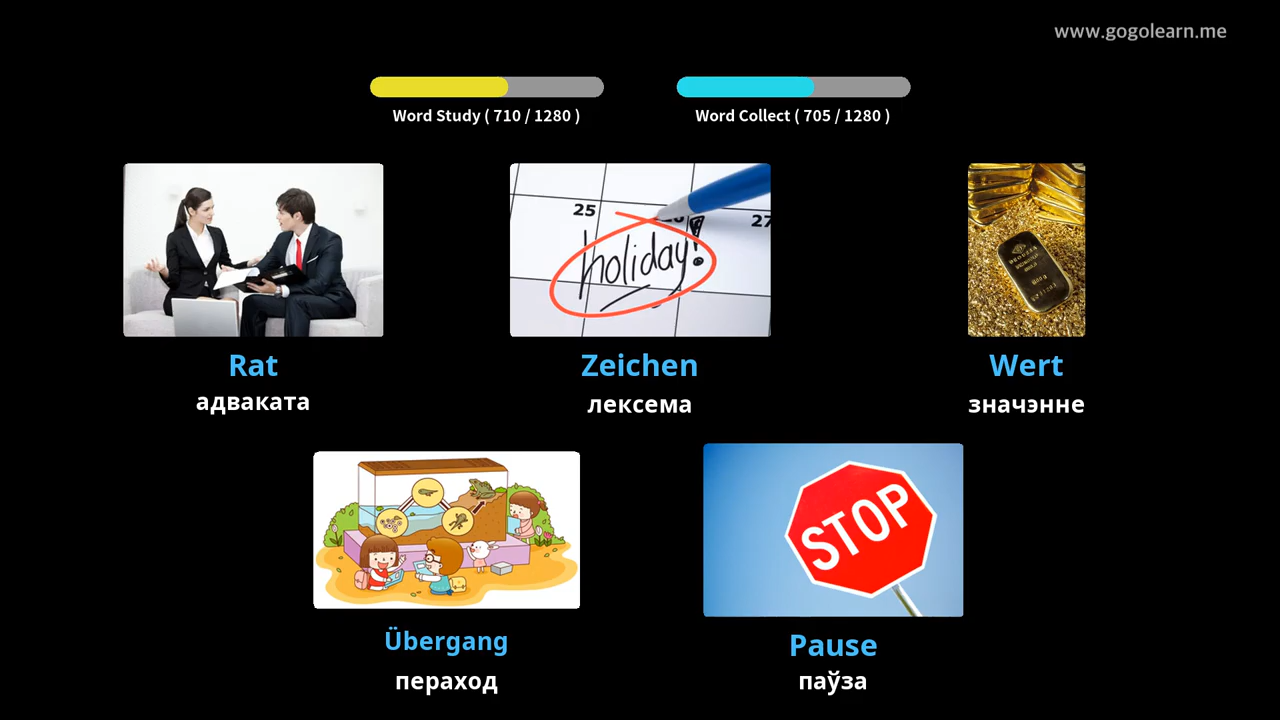 www.gogolearn.me
Word Study ( 710 / 1280 )
Word Collect ( 705 / 1280 )
25
27
holiday!
Rat
адваката
Zeichen
лексема
Wert
значэнне
STOP
Übergang
пераход
Pause
паўза